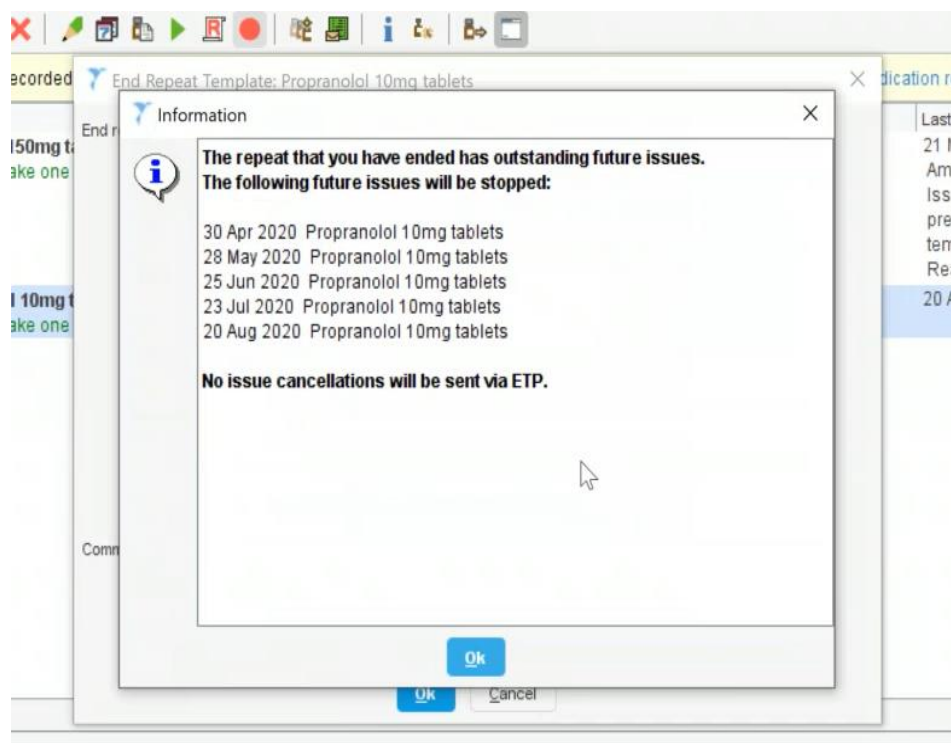 ecorded
End Repeat Template: Propranolol 10mg tablets
dication r
Information
End r
Last
150mg ta
ake one
The repeat that you have ended has outstanding future issues.
The following future issues will be stopped:
30 Apr 2020 Propranolol 10mg tablets
28 May 2020 Propranolol 10mg tablets
25 Jun 2020 Propranolol 10mg tablets
23 Jul 2020 Propranolol 10mg tablets
20 Aug 2020 Propranolol 10mg tablets
No issue cancellations will be sent via ETP.
21 M
Am
Iss
pre
tem
Re
l 10mg t
ake one
20 A
Comm
Ok
Ok
Cancel